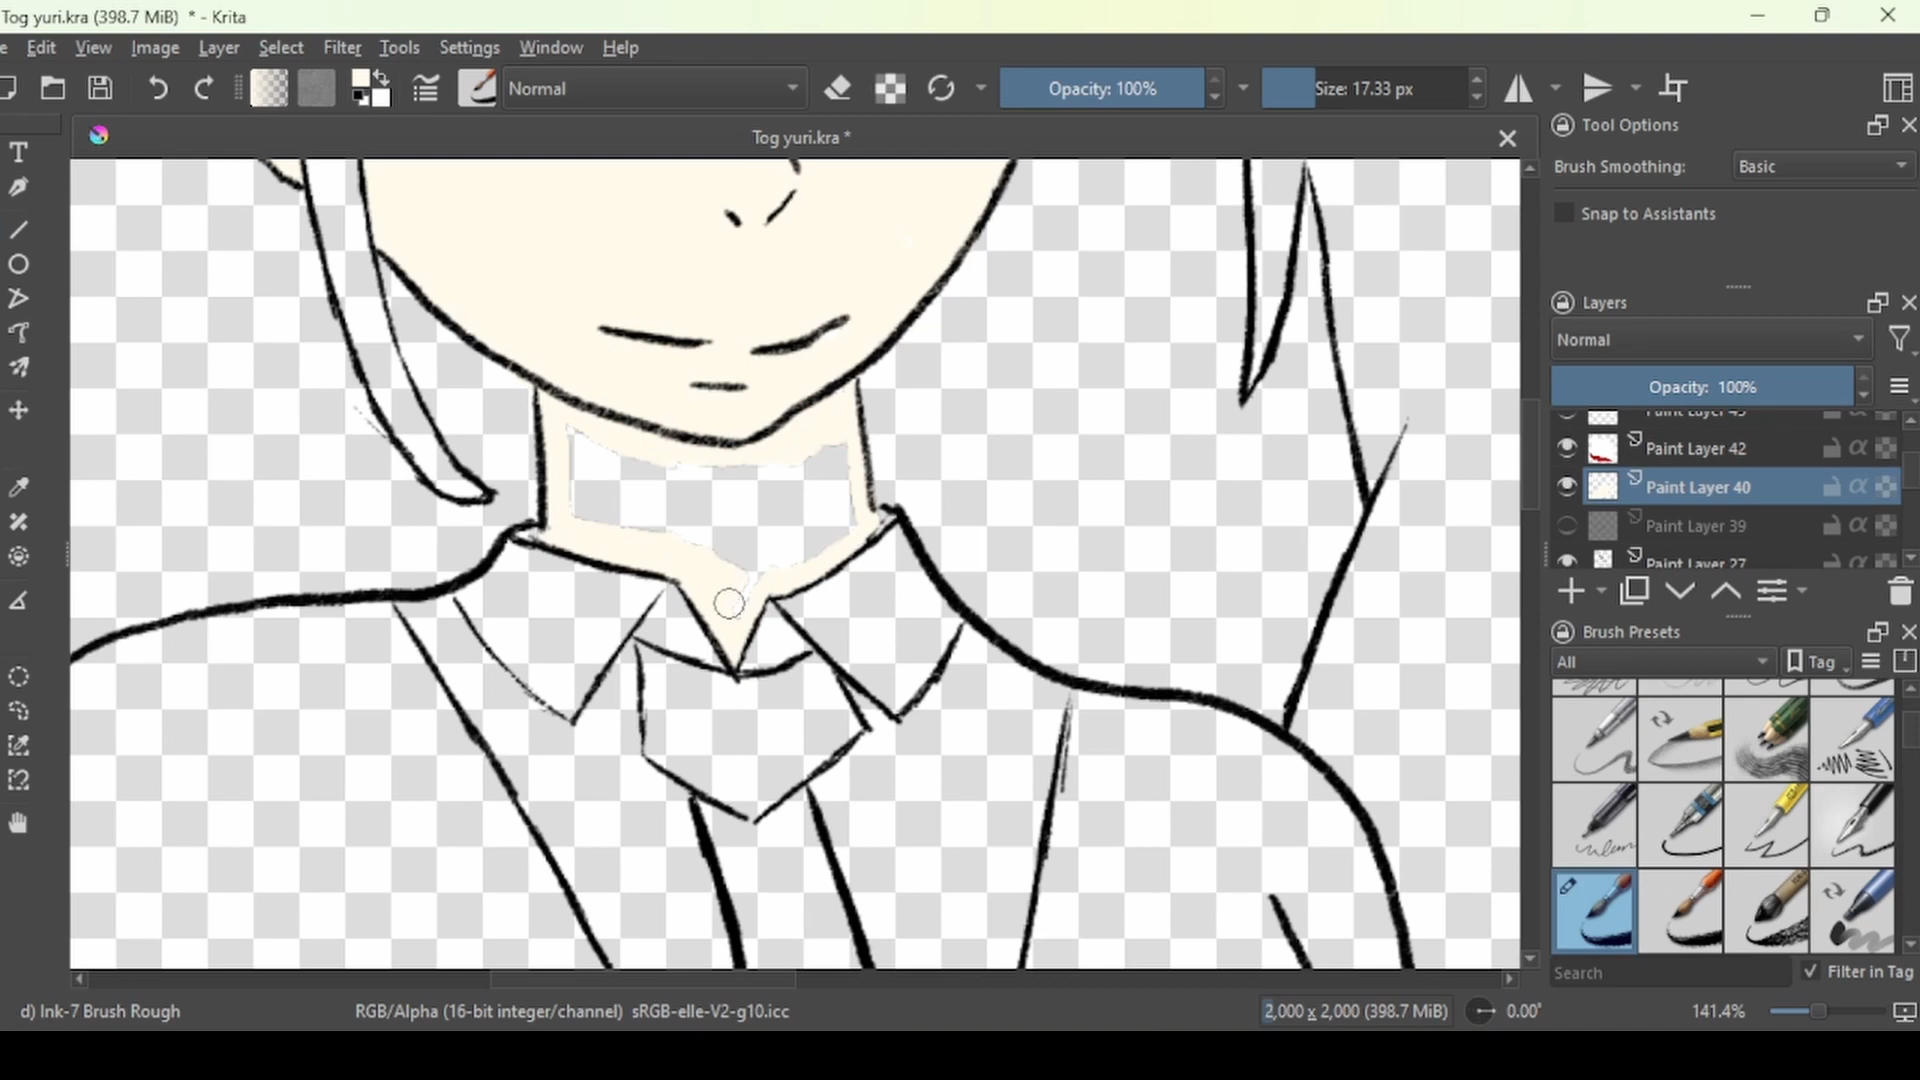 Tog yuri.kra (398.7 MiB) * - Krita
Edit View Image Layer Select Filter Tools Settings Window Help
Normal Opacity: 100% Size: 17.33 px
Tog yuri.kra *
Tool Options
Brush Smoothing: Basic
Snap to Assistants
Layers
Normal
Opacity: 100%
Paint Layer 42
Paint Layer 40
Paint Layer 39
Paint Layer 27
Brush Presets
All Tag
Search Filter in Tag
d) Ink-7 Brush Rough RGB/Alpha (16-bit integer/channel) sRGB-elle-V2-g10.icc 2,000 x 2,000 (398.7 MiB) 0.00° 141.4%